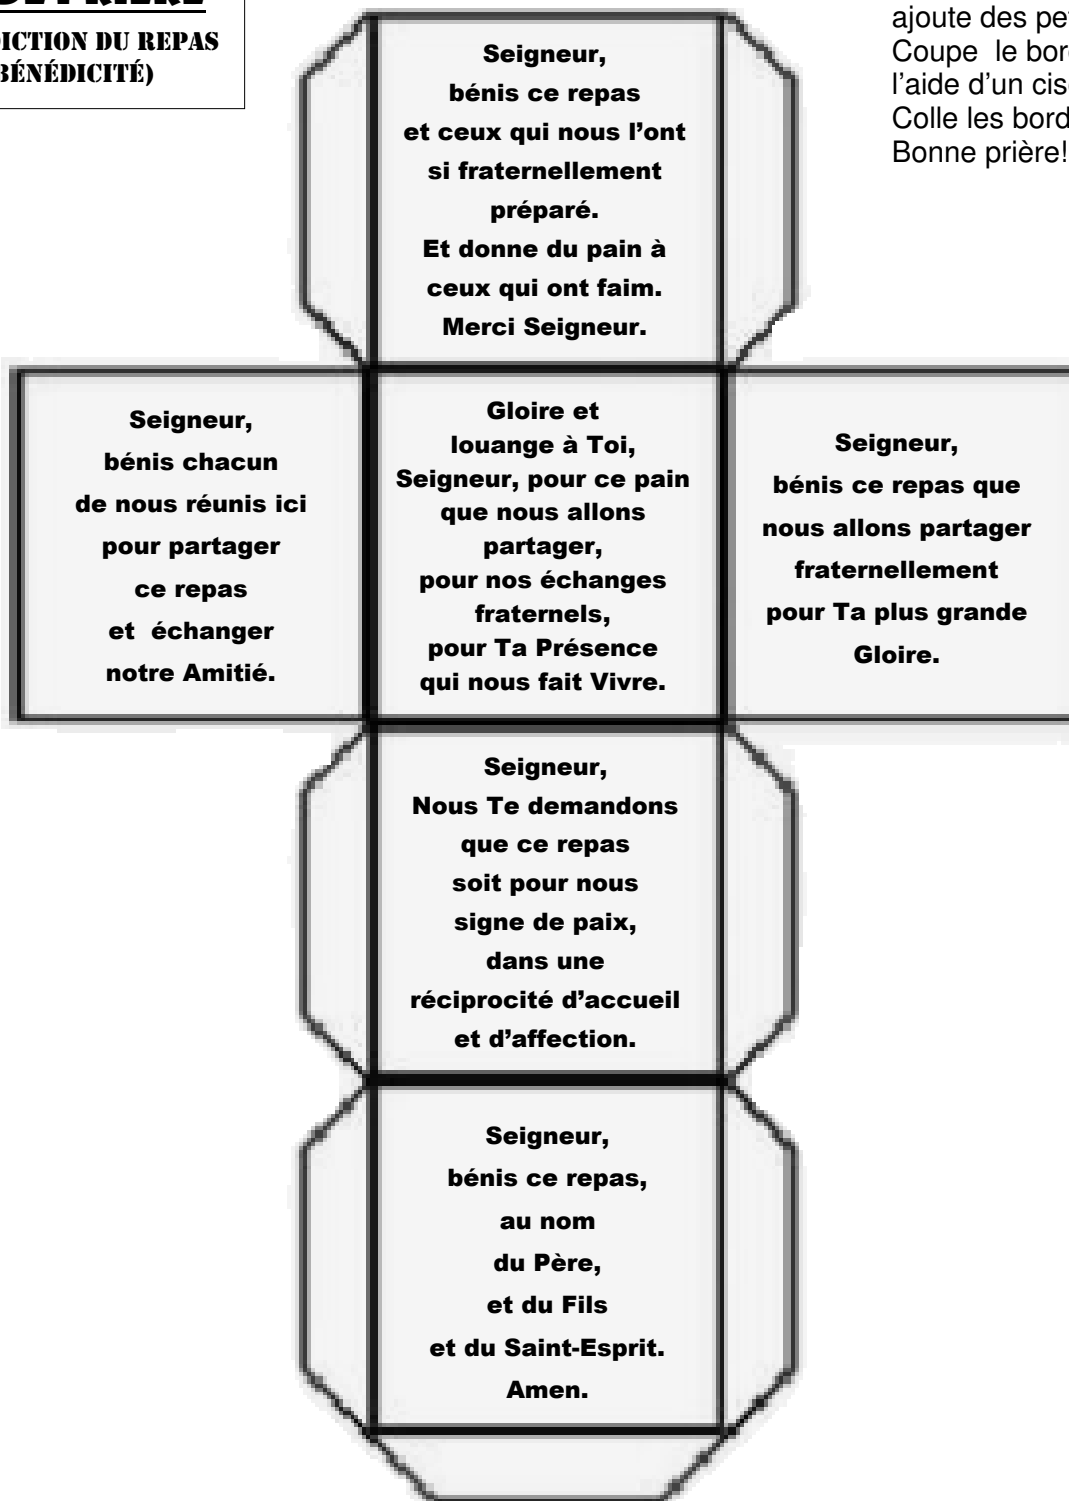 DE PRIÈRE
DU REPAS
BÉNÉDICITÉ)
ajoute des
Coupe le
l'aide d'un
Colle les
Bonne prière!
Seigneur,
bénis ce repas
et ceux qui nous l'ont
si fraternellement
préparé.
Et donne du pain à
ceux qui ont faim.
Merci Seigneur.
Seigneur,
bénis chacun
de nous réunis ici
pour partager
ce repas
et échanger
notre Amitié.
Gloire et
louange à Toi,
Seigneur, pour ce pain
que nous allons
partager,
pour nos échanges
fraternels,
pour Ta Présence
qui nous fait Vivre.
Seigneur,
bénis ce repas que
nous allons partager
fraternellement
pour Ta plus grande
Gloire.
Seigneur,
Nous Te demandons
que ce repas
soit pour nous
signe de paix,
dans une
réciprocité d'accueil
et d'affection.
Seigneur,
bénis ce repas,
au nom
du Père,
et du Fils
et du Saint-Esprit.
Amen.